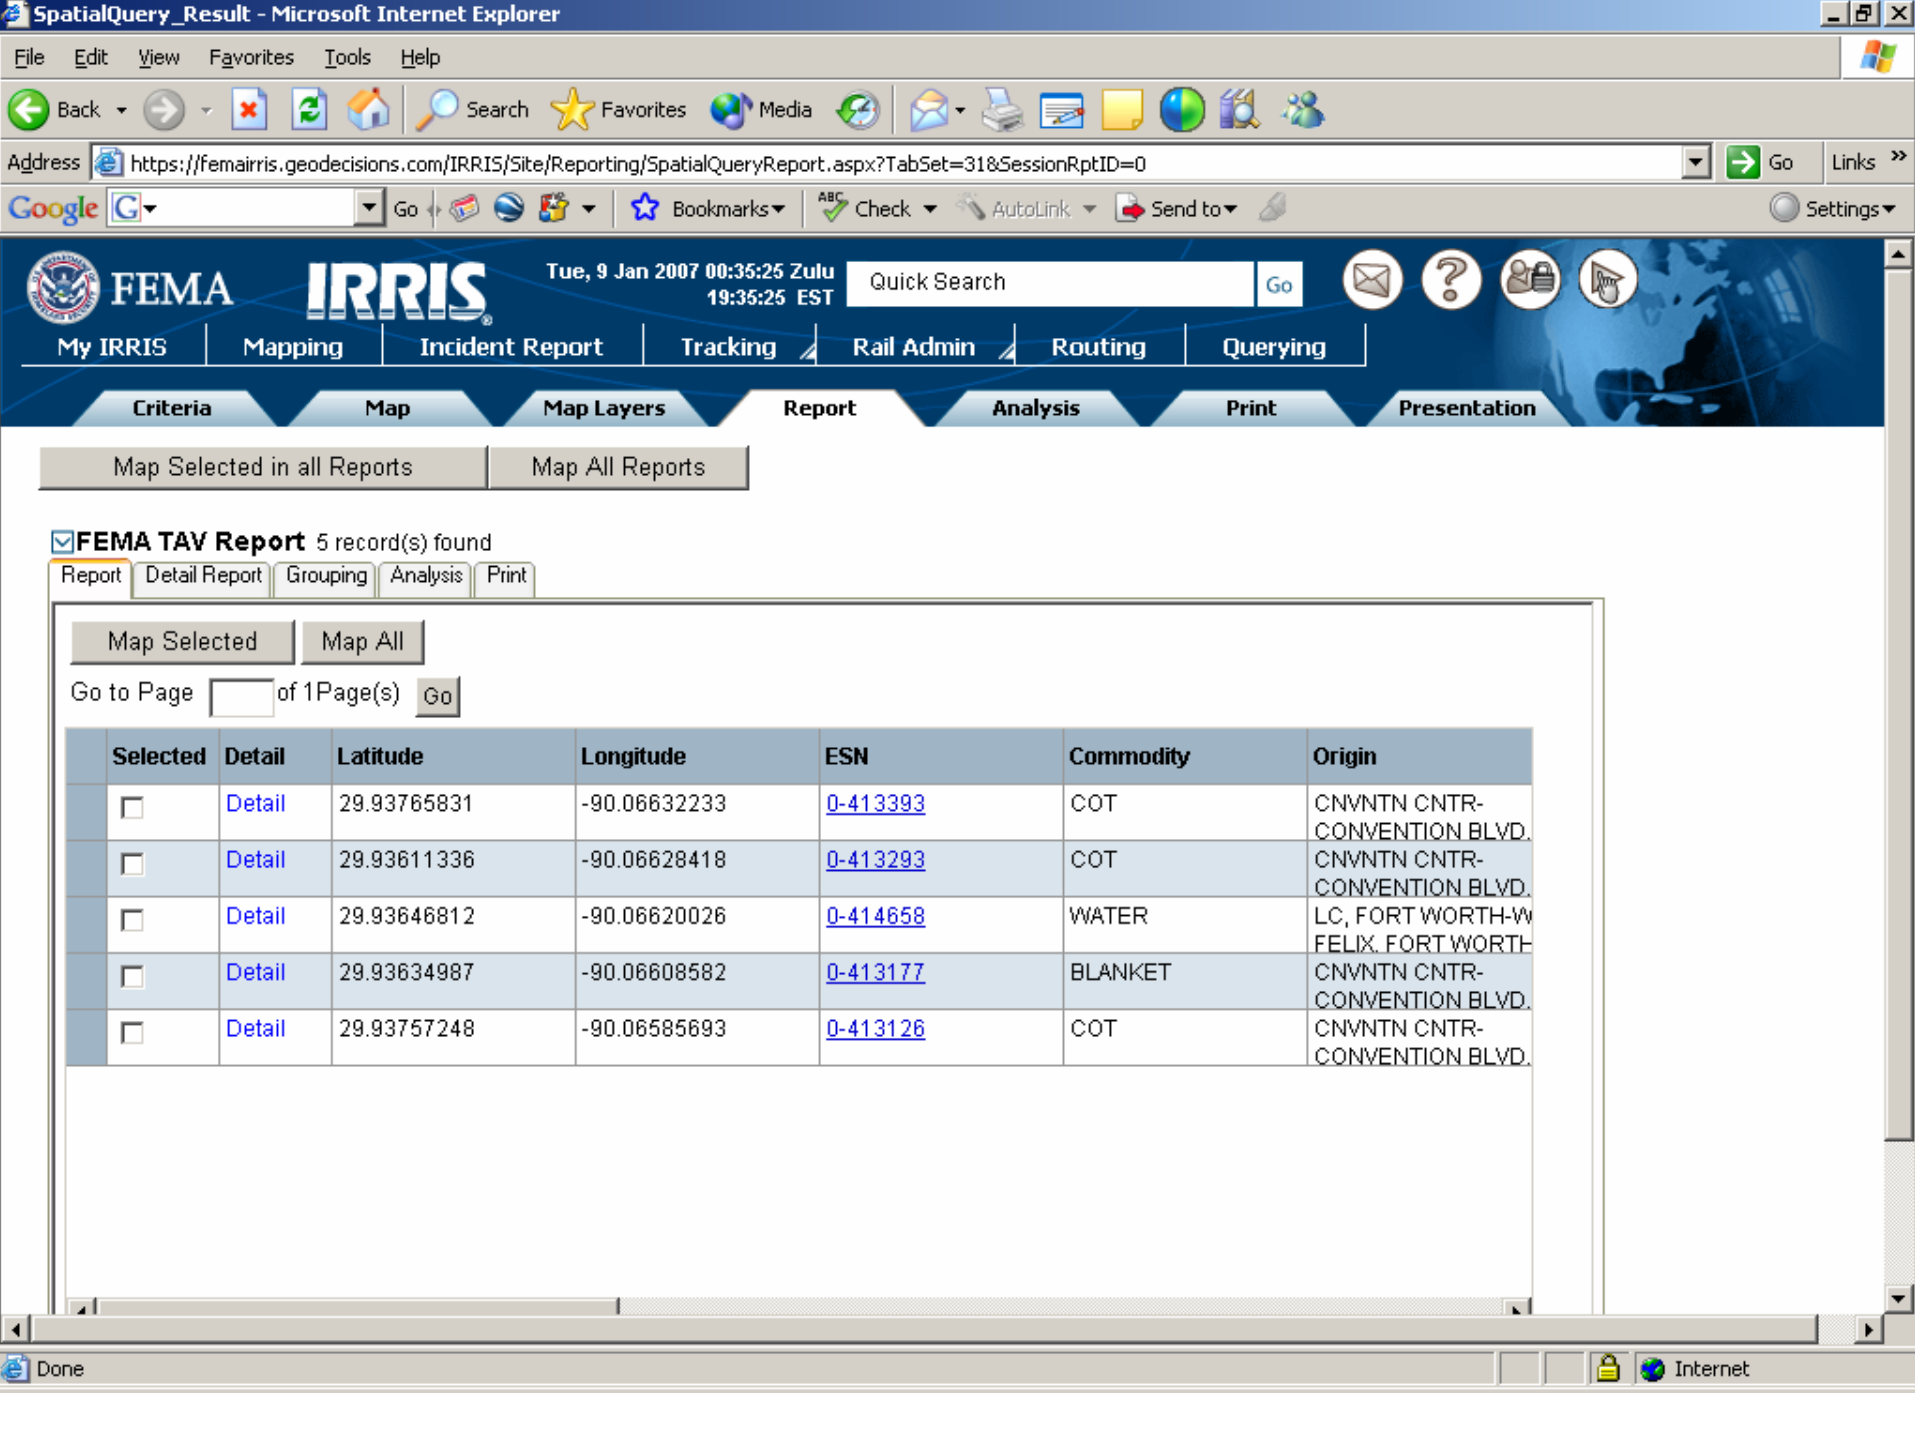 SpatialQuery_Result - Microsoft Internet Explorer
File Edit View Favorites Tools Help
Back Search Favorites Media
Address https://femairris.geodecisions.com/IRRIS/Site/Reporting/SpatialQueryReport.aspx?TabSet=31&SessionRptID=0 Go Links »
Google G Go Bookmarks ABC Check AutoLink Send to Settings
FEMA IRRIS® Tue, 9 Jan 2007 00:35:25 Zulu
19:35:25 EST
Quick Search Go ?
My IRRIS Mapping Incident Report Tracking Rail Admin Routing Querying
Criteria Map Map Layers Report Analysis Print Presentation
Map Selected in all Reports Map All Reports
FEMA TAV Report 5 record(s) found
Report Detail Report Grouping Analysis Print
Map Selected Map All
Go to Page of 1Page(s) Go
Selected Detail Latitude Longitude ESN Commodity Origin
Detail 29.93765831 -90.06632233 0-413393 COT CNVNTN CNTR-
CONVENTION BLVD.
Detail 29.93611336 -90.06628418 0-413293 COT CNVNTN CNTR-
CONVENTION BLVD.
Detail 29.93646812 -90.06620026 0-414658 WATER LC, FORT WORTH-W
FELIX. FORT WORTH
Detail 29.93634987 -90.06608582 0-413177 BLANKET CNVNTN CNTR-
CONVENTION BLVD.
Detail 29.93757248 -90.06585693 0-413126 COT CNVNTN CNTR-
CONVENTION BLVD.
Done Internet